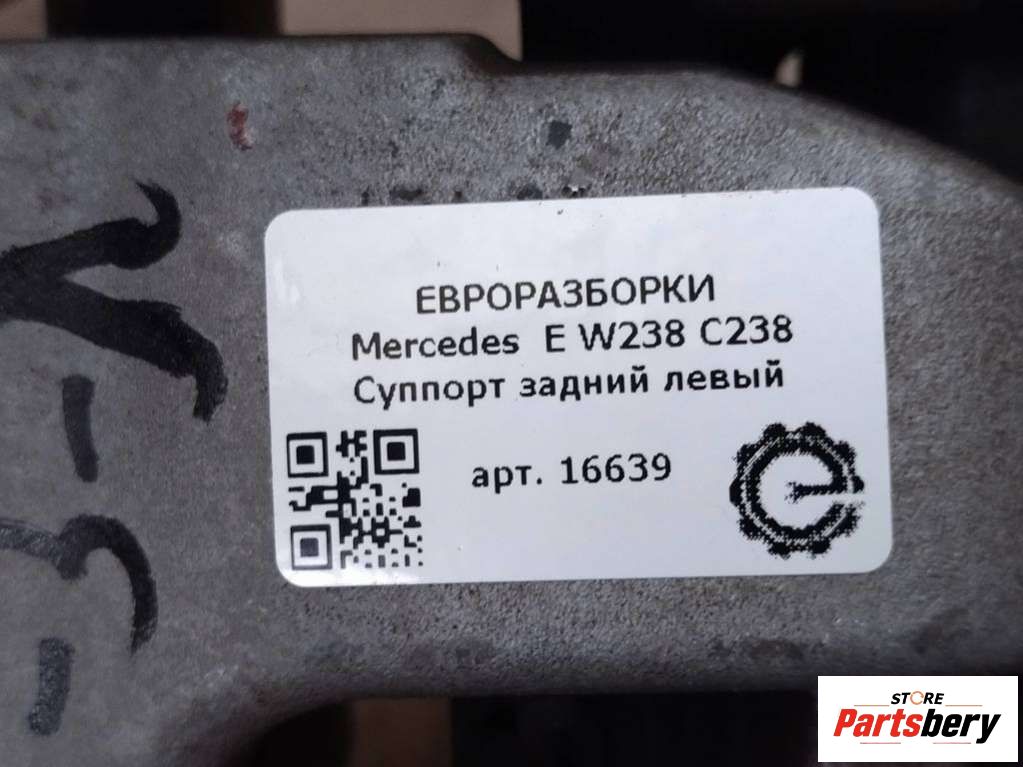 ЕВРОРАЗБОРКИ
Mercedes E W238 C238
Суппорт задний левый
арт. 16639
STORE
Partsbery